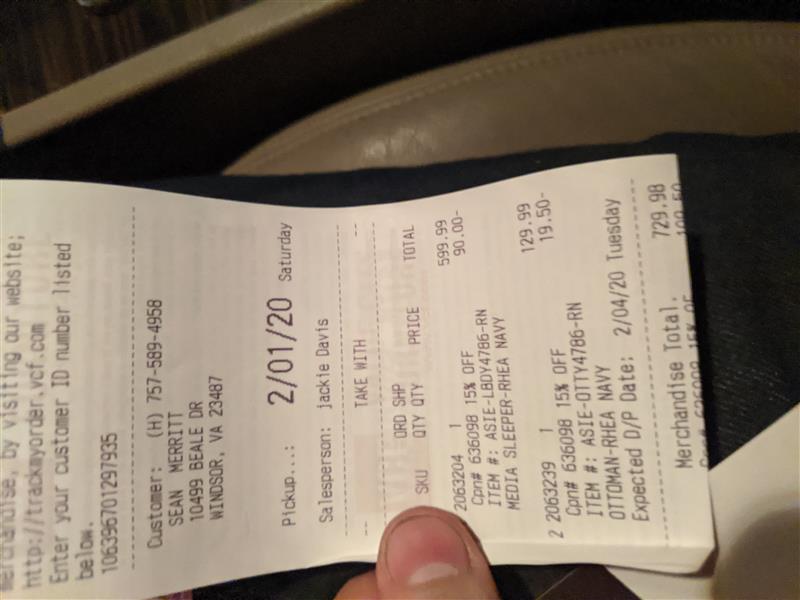 merchandise, by visiting our website;
http://trackmyorder.vcf.com
Enter your customer ID number listed
below.
106396701297935
Customer: (H) 757-589-4958
SEAN MERRITT
10499 BEALE DR
WINDSOR, VA 23487
Pickup...: 2/01/20 Saturday
Salesperson: jackie Davis
-- TAKE WITH --
ORD SHP
SKU QTY QTY PRICE TOTAL
2063204 1 599.99
Cpn# 636098 15% OFF 90.00-
ITEM #: ASIE-LBDY4786-RN
MEDIA SLEEPER-RHEA NAVY
2 2063239 1 129.99
Cpn# 636098 15% OFF 19.50-
ITEM #: ASIE-OTTY4786-RN
OTTOMAN-RHEA NAVY
Expected D/P Date: 2/04/20 Tuesday
Merchandise Total. 729.98